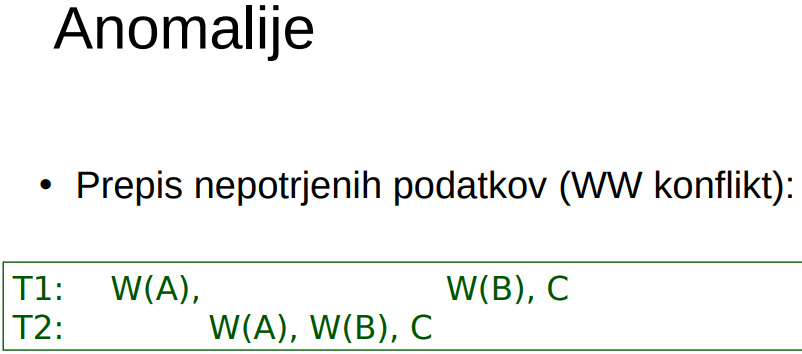 Anomalije
• Prepis nepotrjenih podatkov (WW konflikt):
T1: W(A), W(B), C
T2: W(A), W(B), C